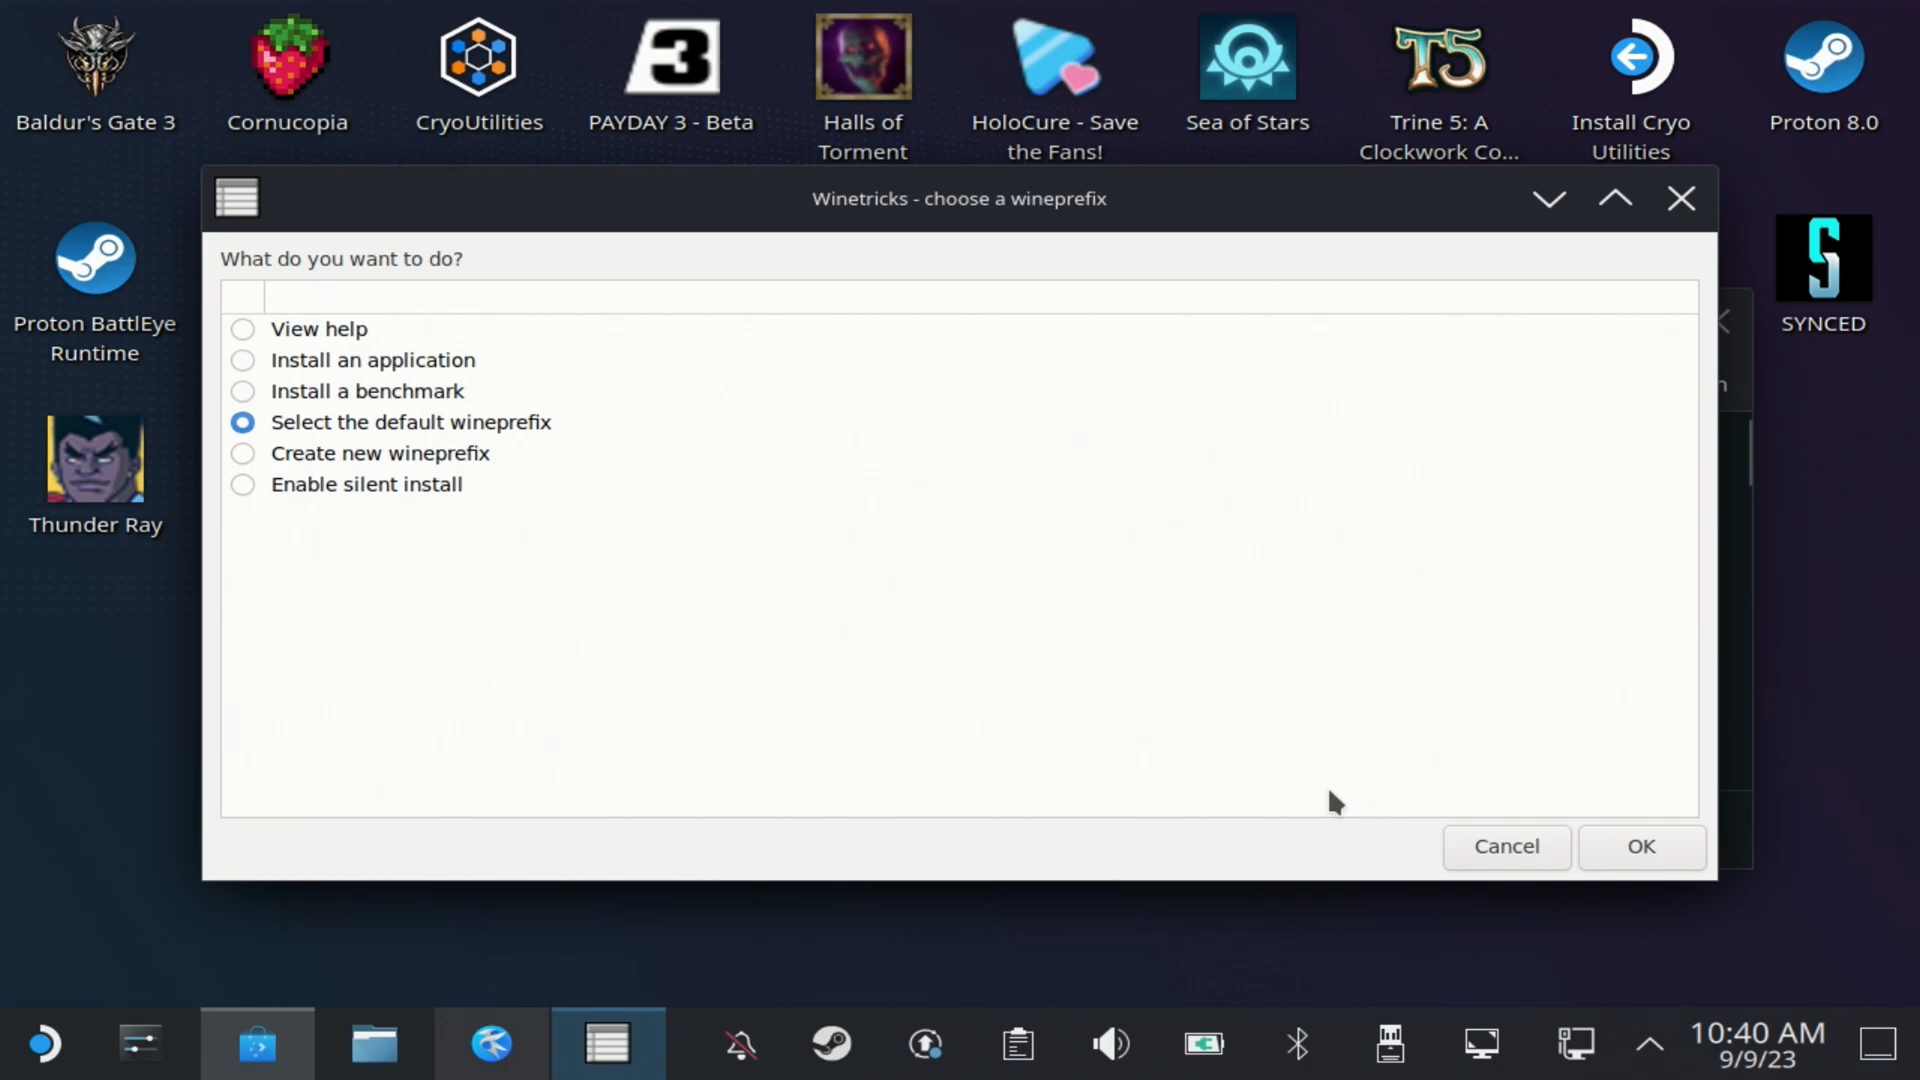 Baldur's Gate 3
Cornucopia
CryoUtilities
3
PAYDAY 3 - Beta
Halls of
Torment
HoloCure - Save
the Fans!
Sea of Stars
T5
Trine 5: A
Clockwork Co...
Install Cryo
Utilities
Proton 8.0
Winetricks - choose a wineprefix
What do you want to do?
View help
Install an application
Install a benchmark
Select the default wineprefix
Create new wineprefix
Enable silent install
Cancel
OK
Proton BattlEye
Runtime
S
SYNCED
n
Thunder Ray
10:40 AM
9/9/23